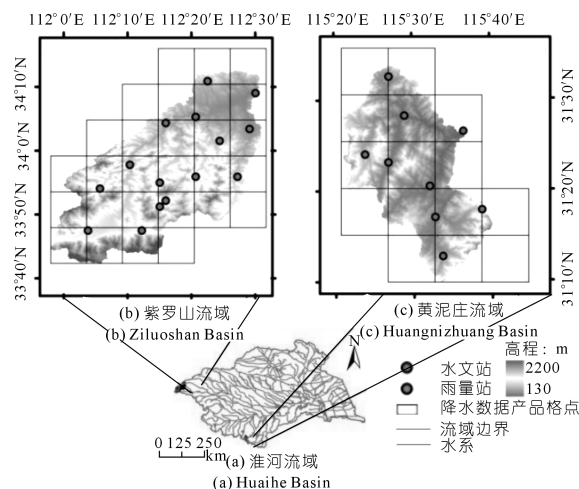 112°0′E 112°10′E 112°20′E 112°30′E
115°20′E 115°30′E 115°40′E
34°10′N
34°0′N
33°50′N
33°40′N
31°30′N
31°20′N
31°10′N
(b) 紫罗山流域
(b) Ziluoshan Basin
(c) 黄泥庄流域
(c) Huangnizhuang Basin
N
水文站
雨量站
降水数据产品格点
流域边界
水系
高程：m
2200
130
0 125 250
km
(a) 淮河流域
(a) Huaihe Basin